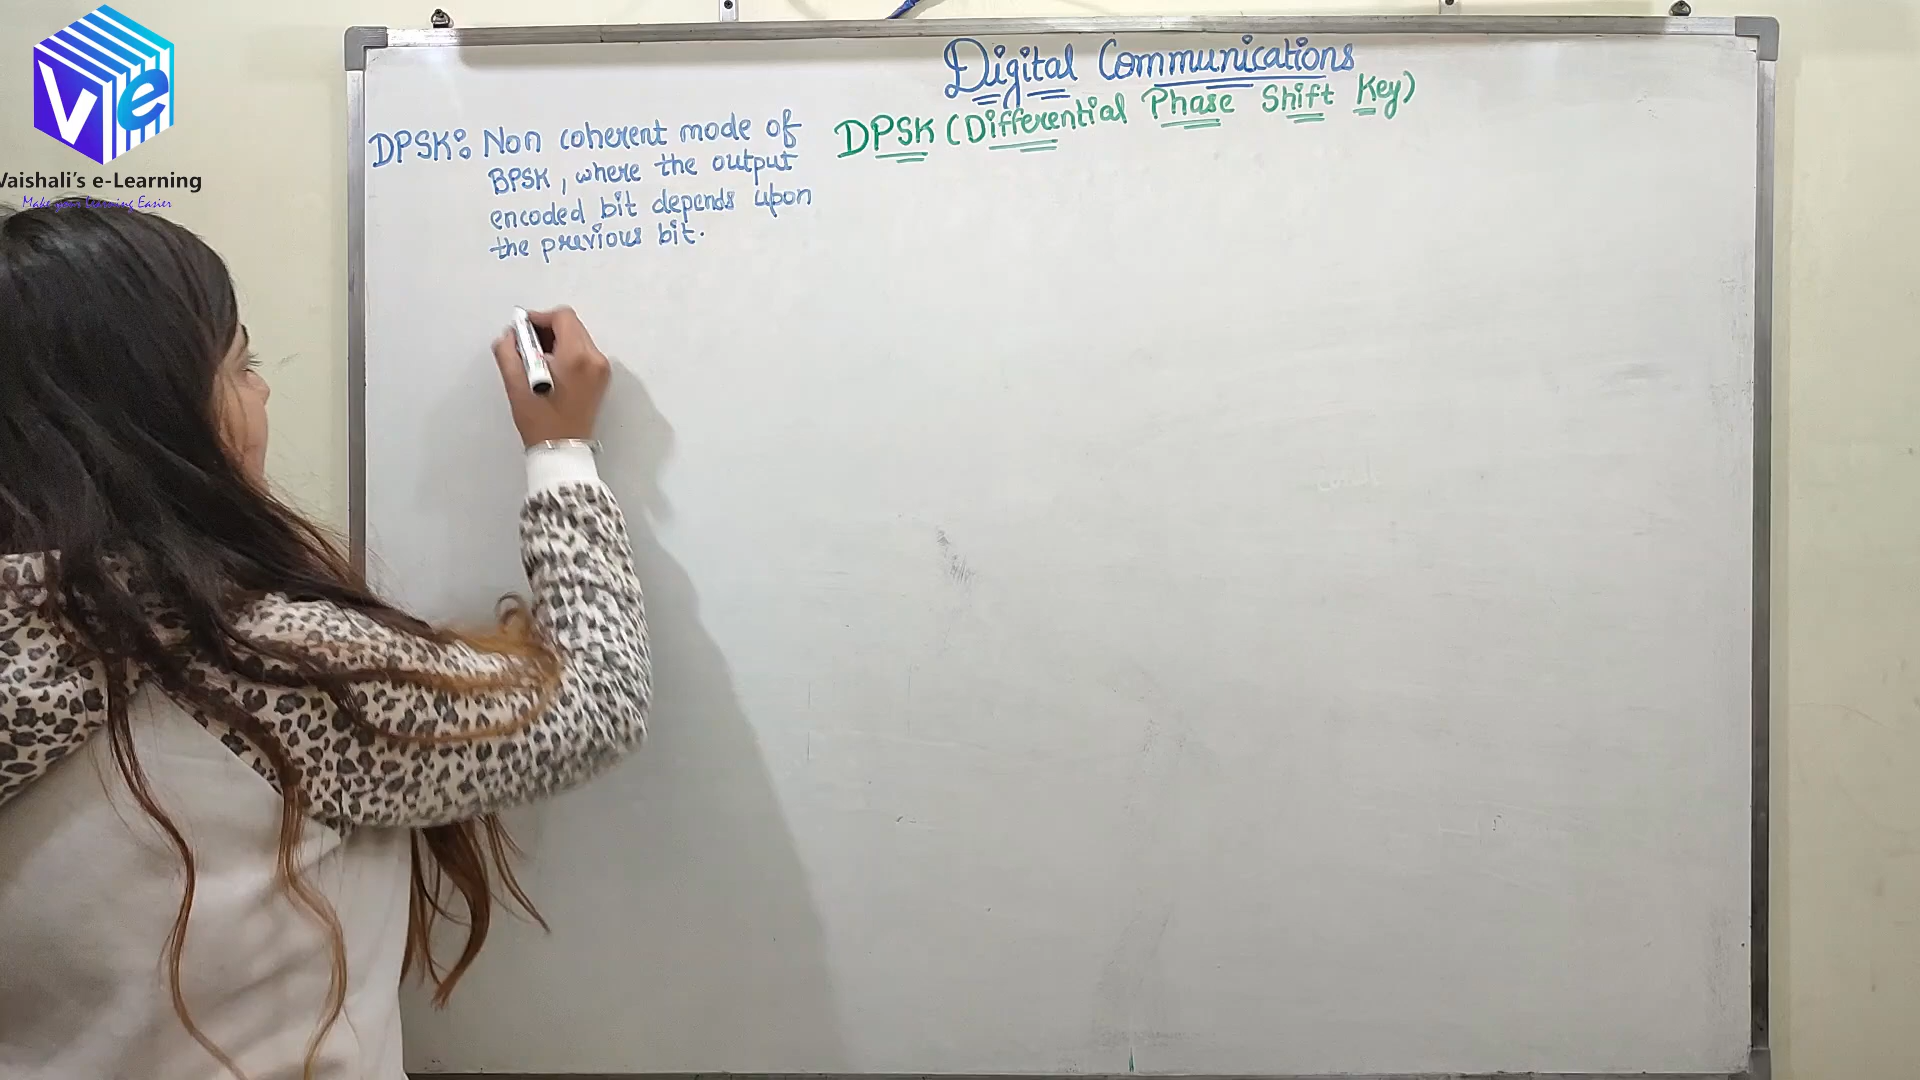 Ve
Vaishali's e-Learning
Make your Learning Easier
Digital Communications
DPSK (Differential Phase Shift Key)
DPSK: Non coherent mode of
BPSK, where the output
encoded bit depends upon
the previous bit.